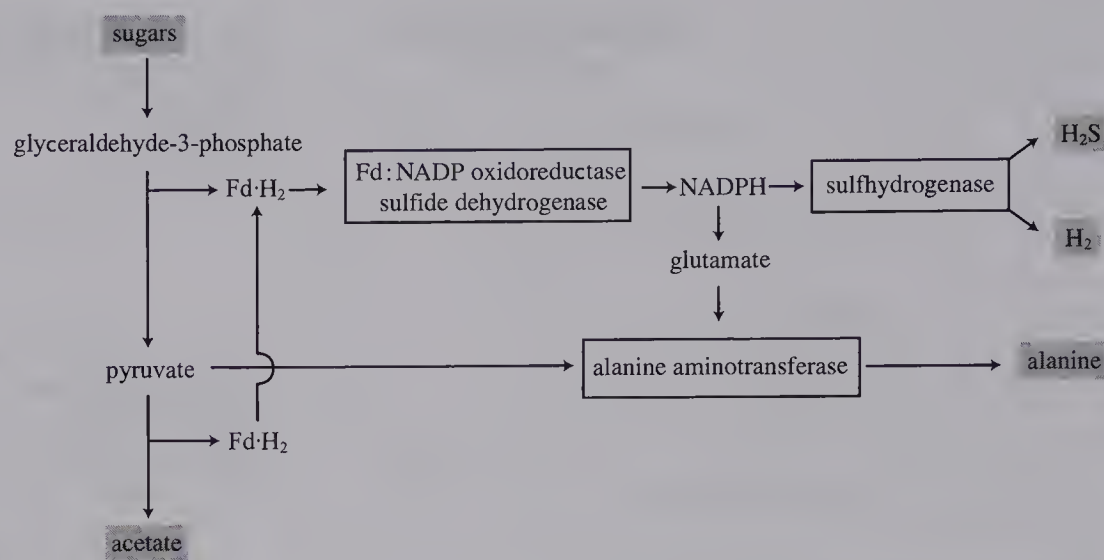 sugars
glyceraldehyde-3-phosphate
Fd·H₂
Fd:NADP oxidoreductase
sulfide dehydrogenase
NADPH
sulfhydrogenase
H₂S
H₂
glutamate
pyruvate
alanine aminotransferase
alanine
Fd·H₂
acetate